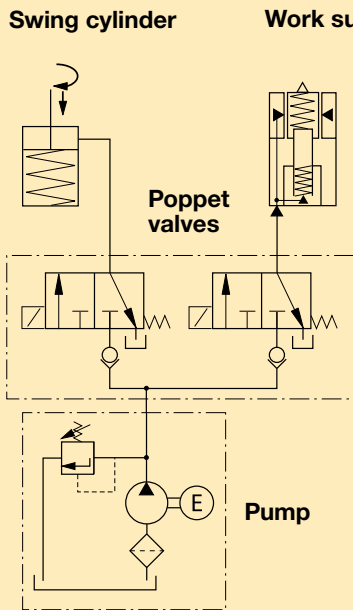 Swing cylinder
Work su
Poppet
valves
E
Pump